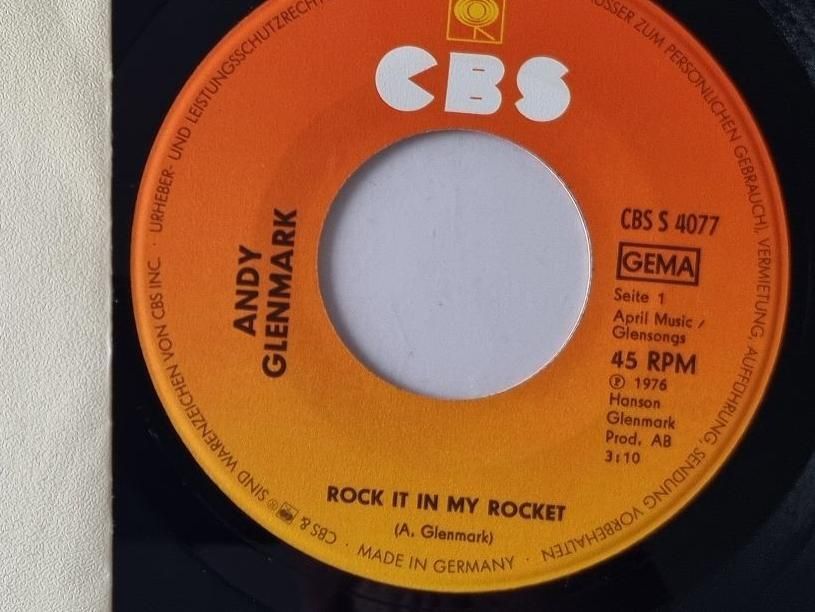 CBS
ANDY
GLENMARK
CBS S 4077
GEMA
Seite 1
April Music /
Glensongs
45 RPM
℗ 1976
Hanson
Glenmark
Prod. AB
3:10
ROCK IT IN MY ROCKET
(A. Glenmark)
CBS & ® SIND WARENZEICHEN VON CBS INC. · URHEBER- UND LEISTUNGSSCHUTZRECH
ZUM PERSÖNLICHEN GEBRAUCH), VERMIETUNG, AUFFÜHRUNG, SENDUNG VORBEHALTEN
· MADE IN GERMANY ·